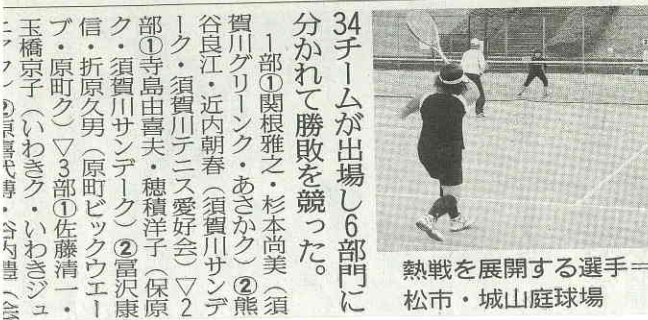 34チームが出場し6部門に
分かれて勝敗を競った。
1部①関根雅之・杉本尚美（須
賀川グリーンク・あさかク）②熊
谷良江・近内朝春（須賀川サンデ
ーク・須賀川テニス愛好会）▽2
部①寺島由喜夫・穂積洋子（保原
ク・須賀川サンデーク）②冨沢康
信・折原久男（原町ビックウエー
ブ・原町ク）▽3部①佐藤清一・
玉橋京子（いわきク・いわきジュ
熱戦を展開する選手＝
松市・城山庭球場